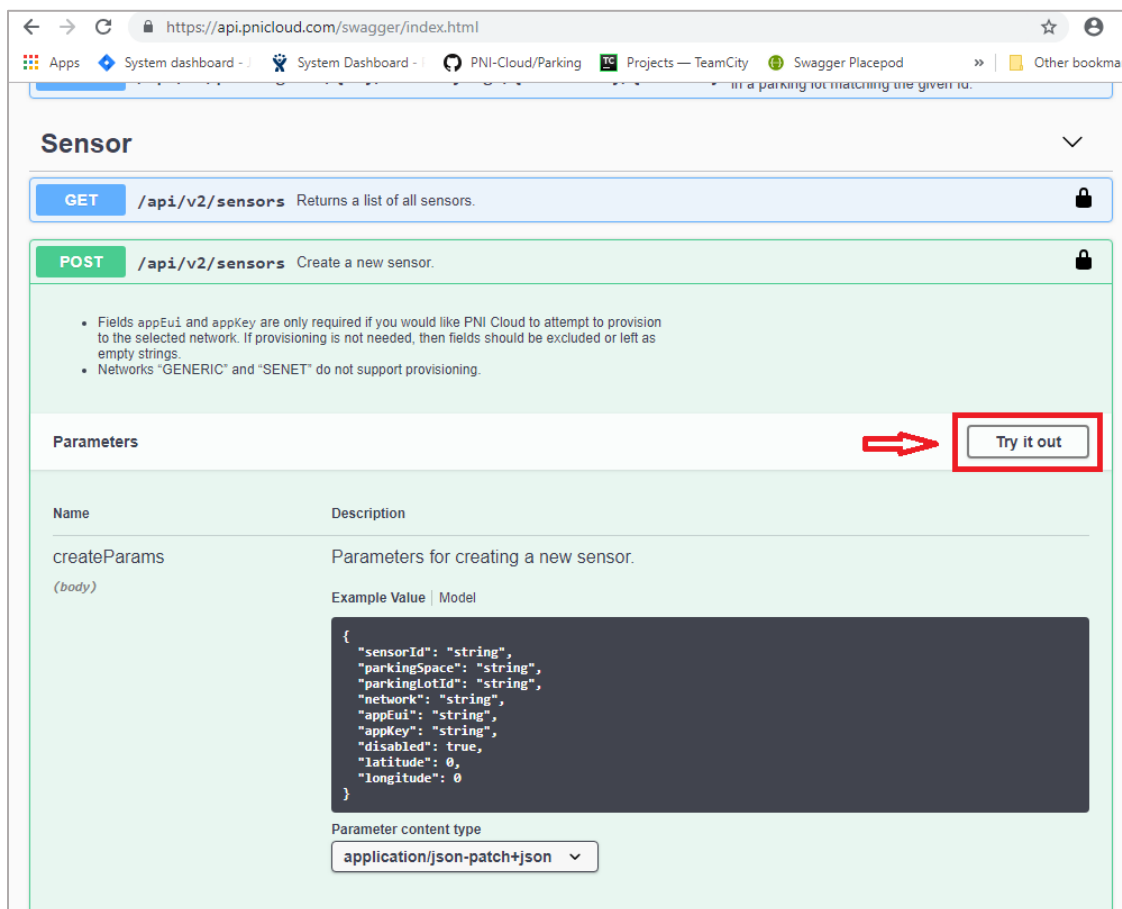 https://api.pnicloud.com/swagger/index.html
Apps System dashboard - J System Dashboard - PNI-Cloud/Parking TC Projects — TeamCity Swagger Placepod » Other bookma
in a parking lot matching the given id.
Sensor
GET /api/v2/sensors Returns a list of all sensors.
POST /api/v2/sensors Create a new sensor.
• Fields appEui and appKey are only required if you would like PNI Cloud to attempt to provision
to the selected network. If provisioning is not needed, then fields should be excluded or left as
empty strings.
• Networks “GENERIC” and “SENET” do not support provisioning.
Parameters Try it out
Name Description
createParams Parameters for creating a new sensor.
(body)
Example Value | Model
{
"sensorId": "string",
"parkingSpace": "string",
"parkingLotId": "string",
"network": "string",
"appEui": "string",
"appKey": "string",
"disabled": true,
"latitude": 0,
"longitude": 0
}
Parameter content type
application/json-patch+json